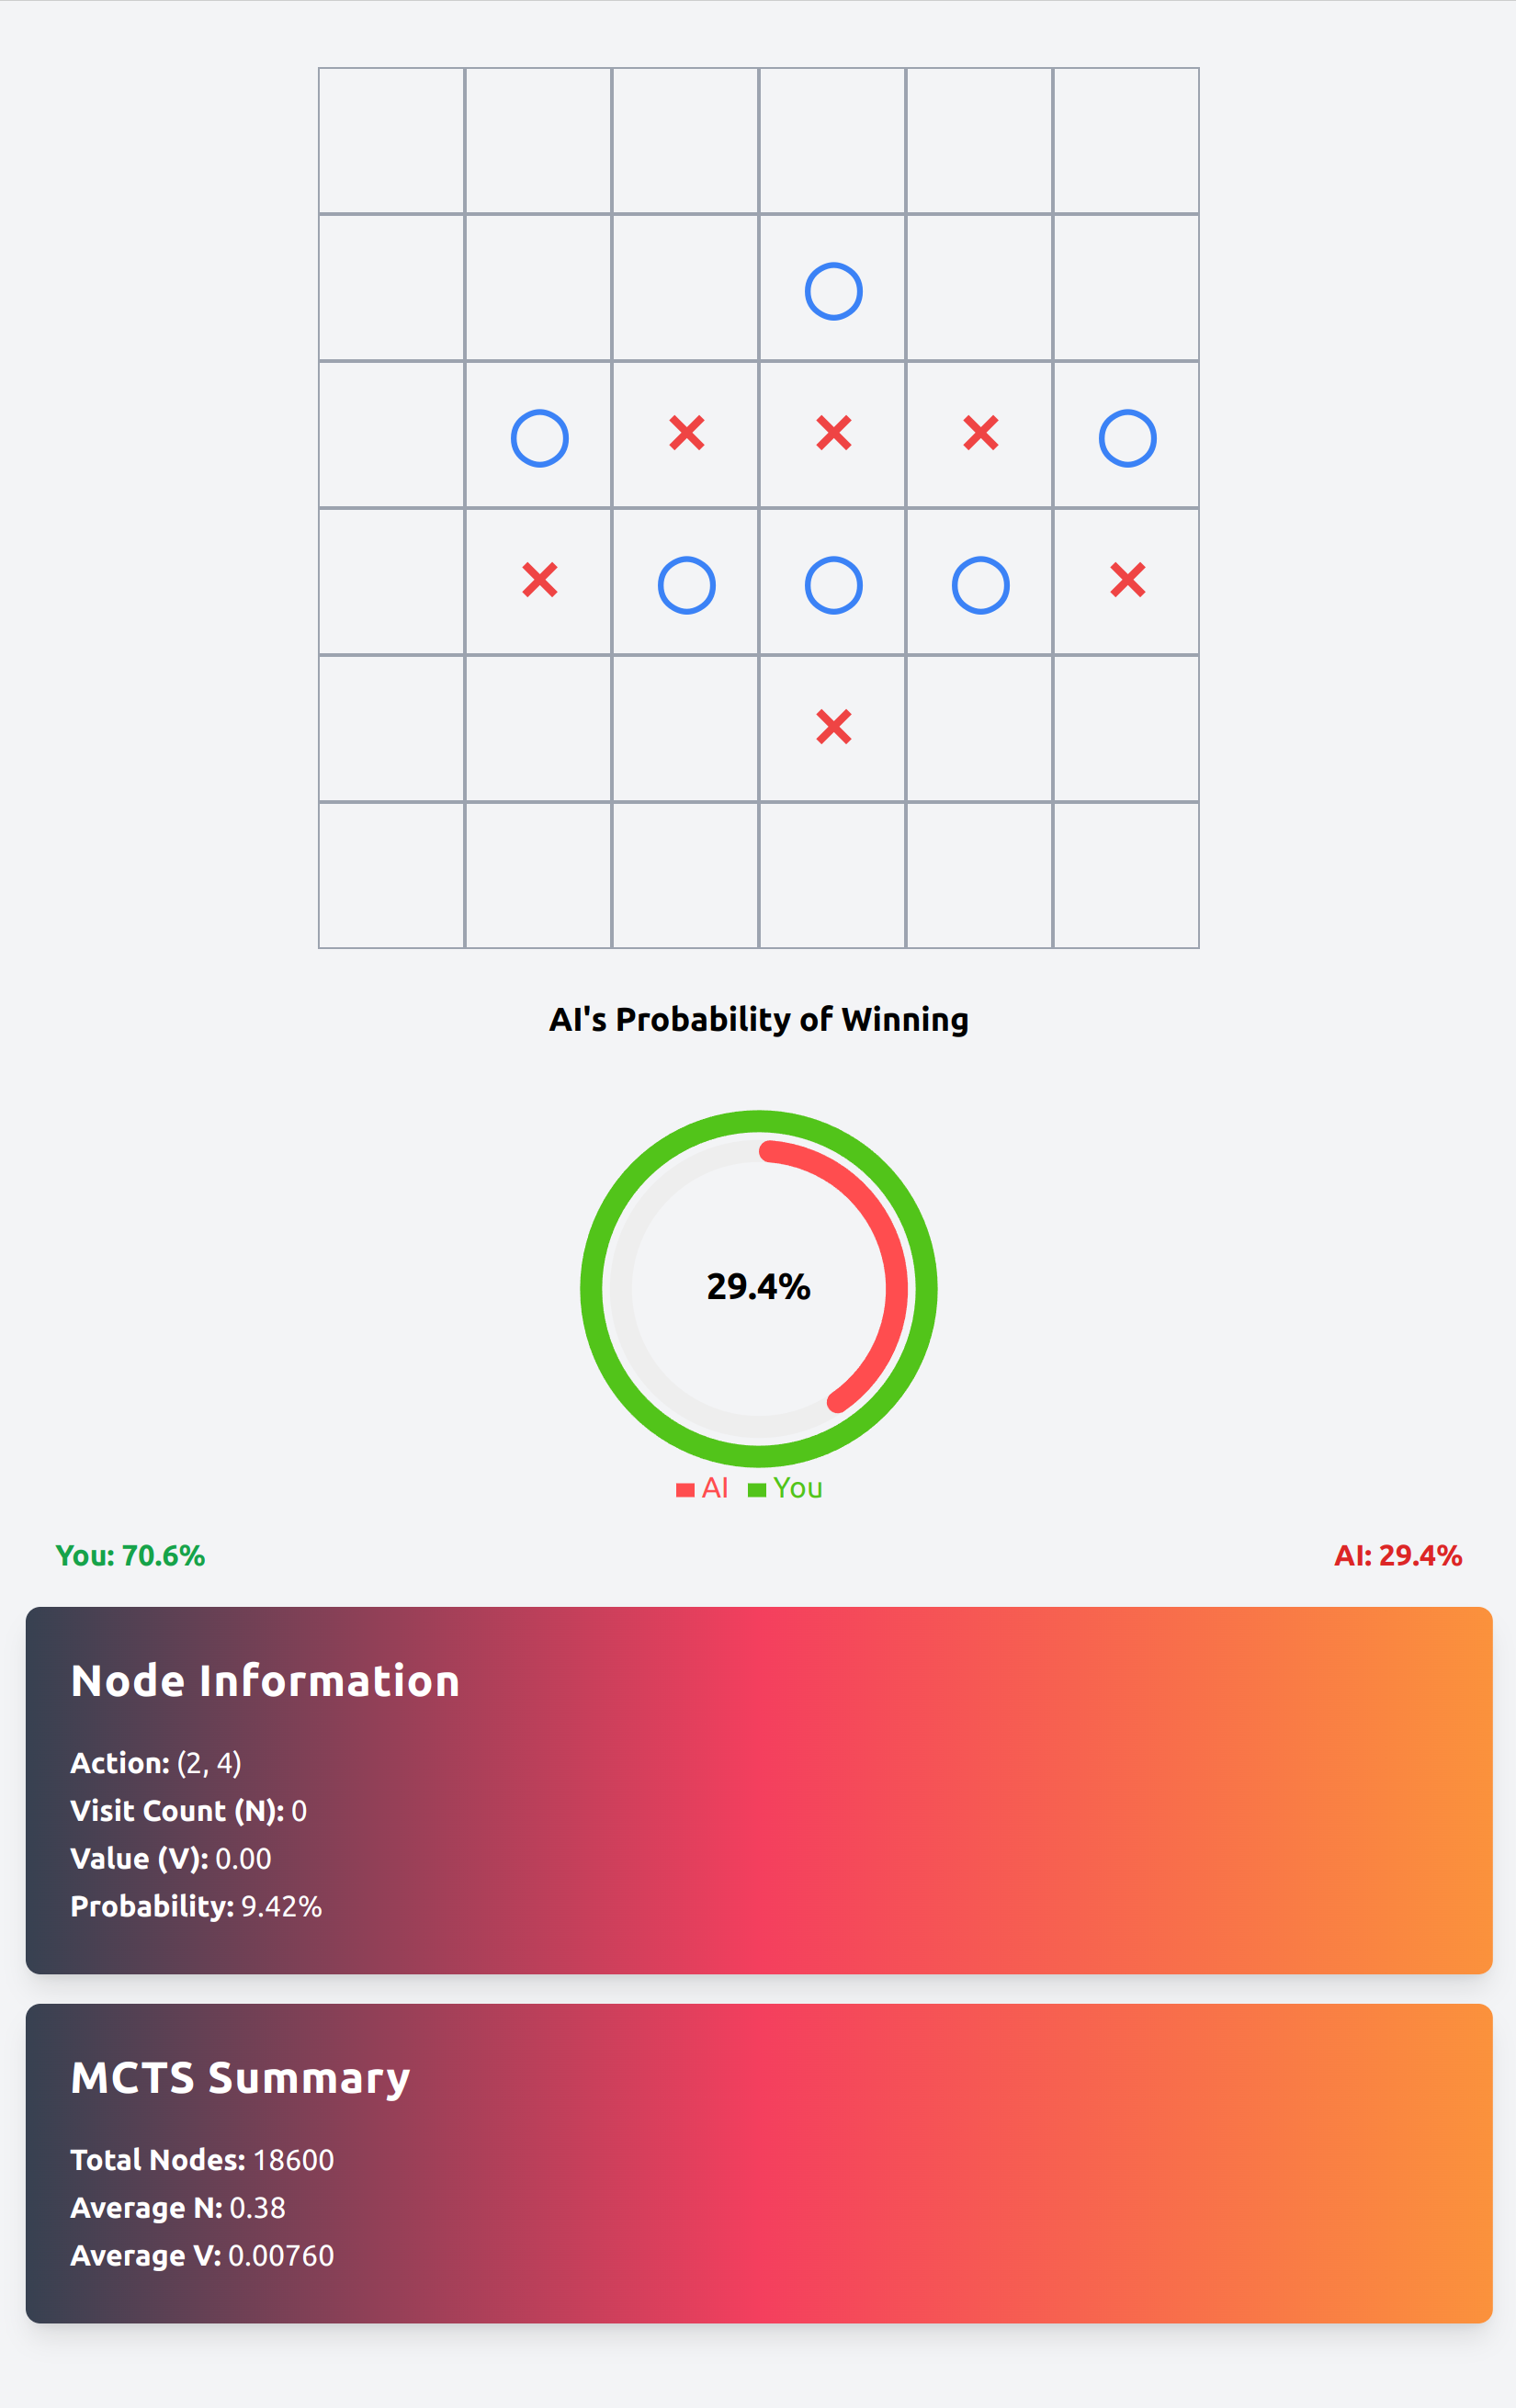 AI's Probability of Winning
29.4%
AI You
You: 70.6% AI: 29.4%
Node Information
Action: (2, 4)
Visit Count (N): 0
Value (V): 0.00
Probability: 9.42%
MCTS Summary
Total Nodes: 18600
Average N: 0.38
Average V: 0.00760